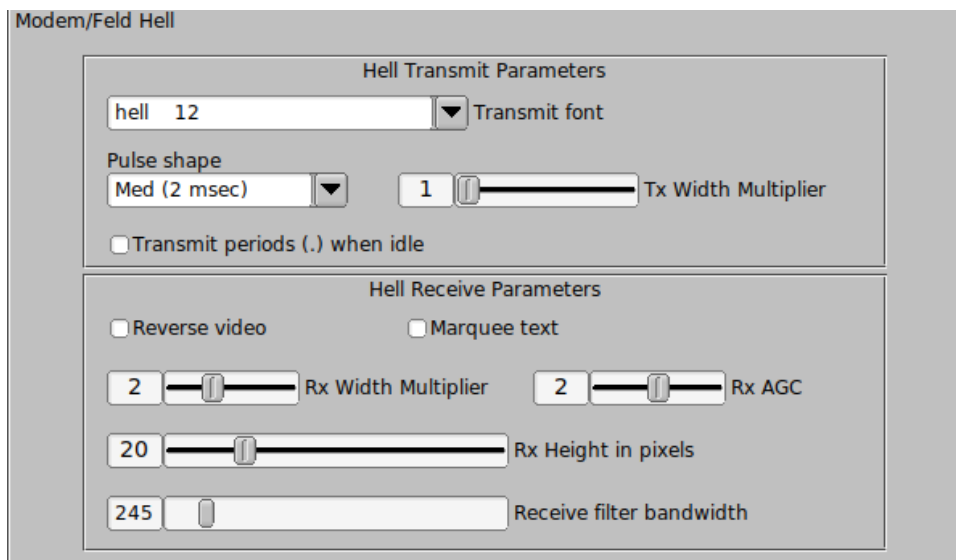 Modem/Feld Hell
Hell Transmit Parameters
hell 12 Transmit font
Pulse shape
Med (2 msec) 1 Tx Width Multiplier
Transmit periods (.) when idle
Hell Receive Parameters
Reverse video Marquee text
2 Rx Width Multiplier 2 Rx AGC
20 Rx Height in pixels
245 Receive filter bandwidth